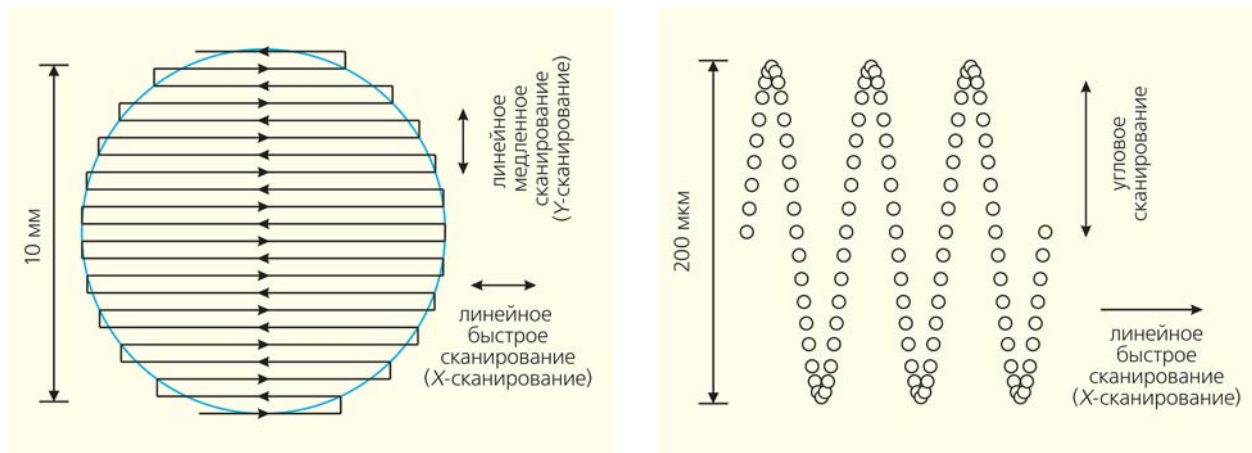 10 мм
линейное
медленное
сканирование
(Y-сканирование)
линейное
быстрое
сканирование
(X-сканирование)
200 мкм
угловое
сканирование
линейное
быстрое
сканирование
(X-сканирование)